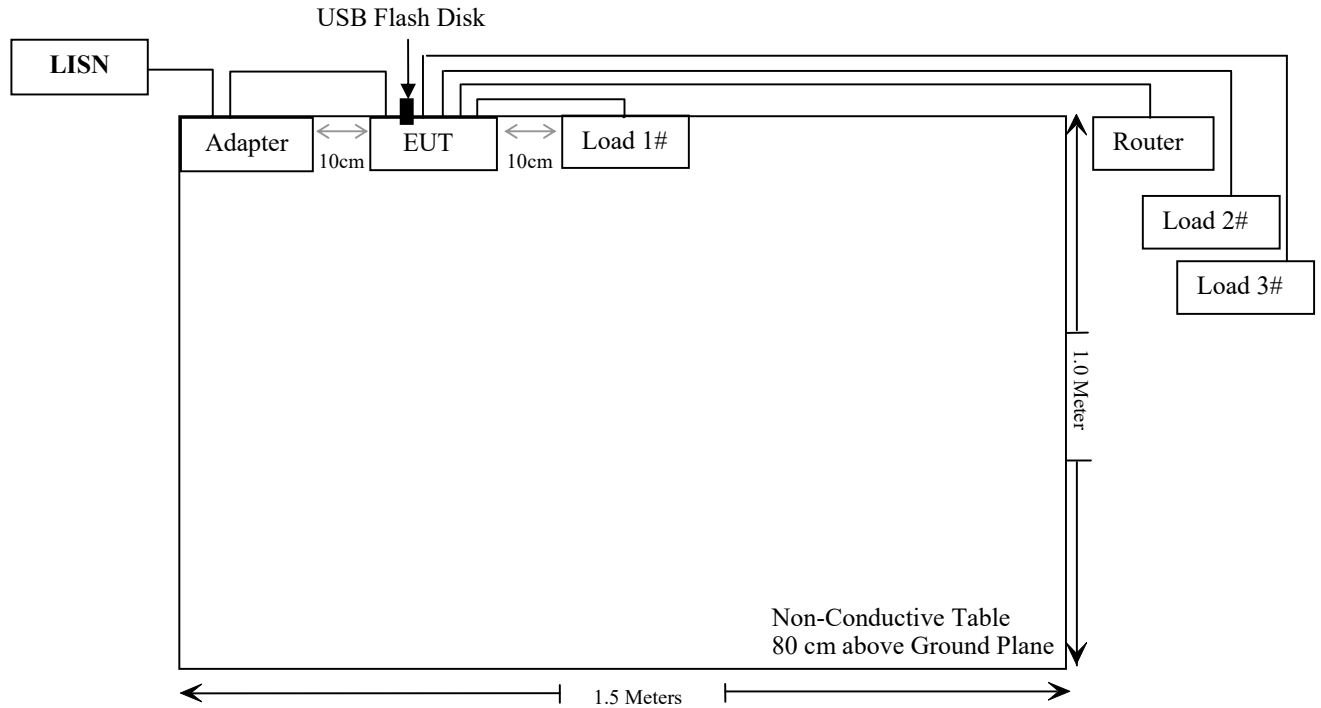 USB Flash Disk
LISN
Adapter
10cm
EUT
10cm
Load 1#
Router
Load 2#
Load 3#
1.0 Meter
Non-Conductive Table
80 cm above Ground Plane
1.5 Meters